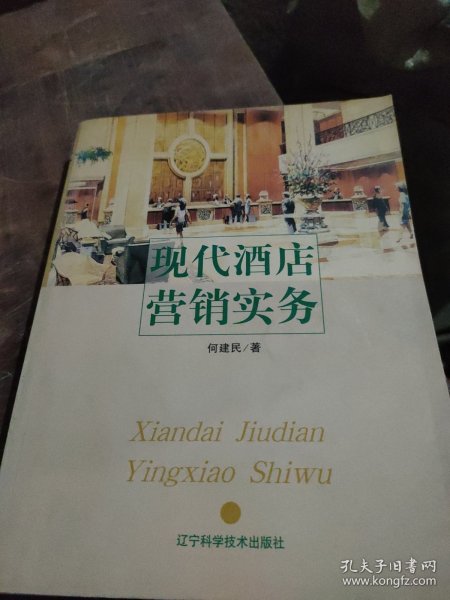 现代酒店
营销实务
何建民/著
Xiandai Jiudian
Yingxiao Shiwu
辽宁科学技术出版社
孔夫子旧书网
www.kongfz.com